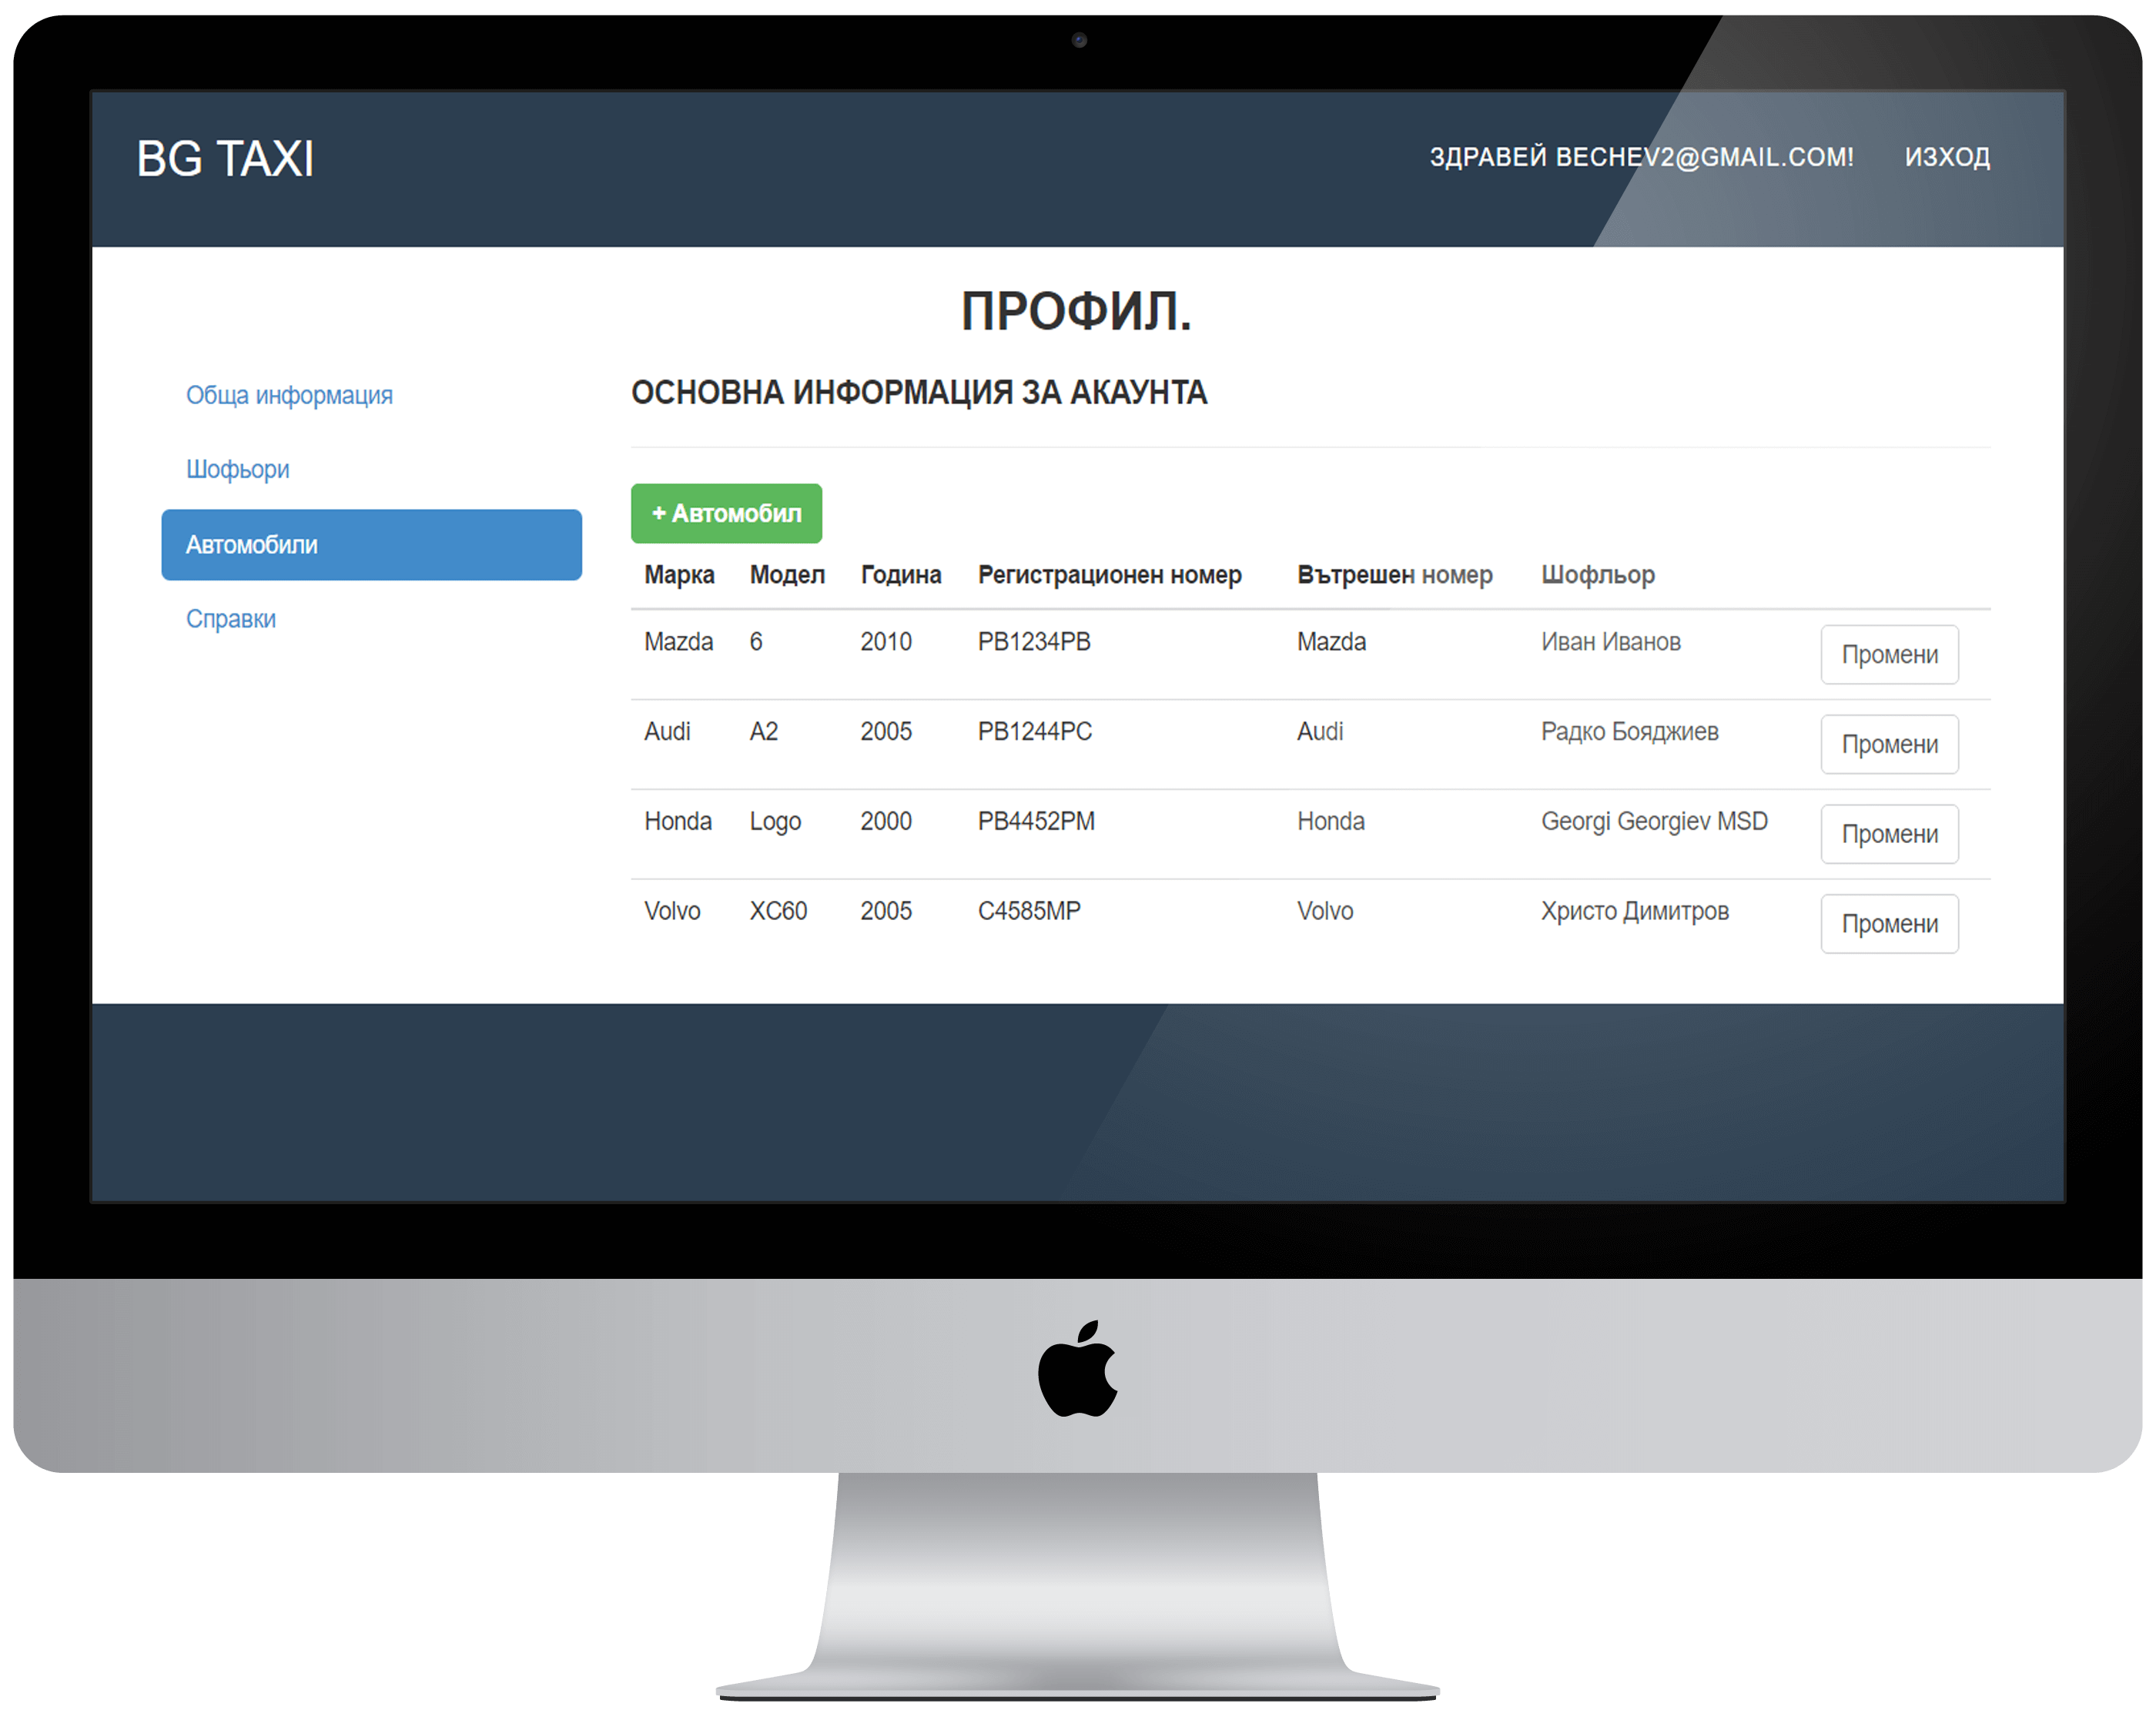 BG TAXI
ЗДРАВЕЙ BECHEV2@GMAIL.COM! ИЗХОД
ПРОФИЛ.
Обща информация
Шофьори
Автомобили
Справки
ОСНОВНА ИНФОРМАЦИЯ ЗА АКАУНТА
+ Автомобил
Марка Модел Година Регистрационен номер Вътрешен номер Шофльор
Mazda 6 2010 PB1234PB Mazda Иван Иванов Промени
Audi A2 2005 PB1244PC Audi Радко Бояджиев Промени
Honda Logo 2000 PB4452PM Honda Georgi Georgiev MSD Промени
Volvo XC60 2005 C4585MP Volvo Христо Димитров Промени